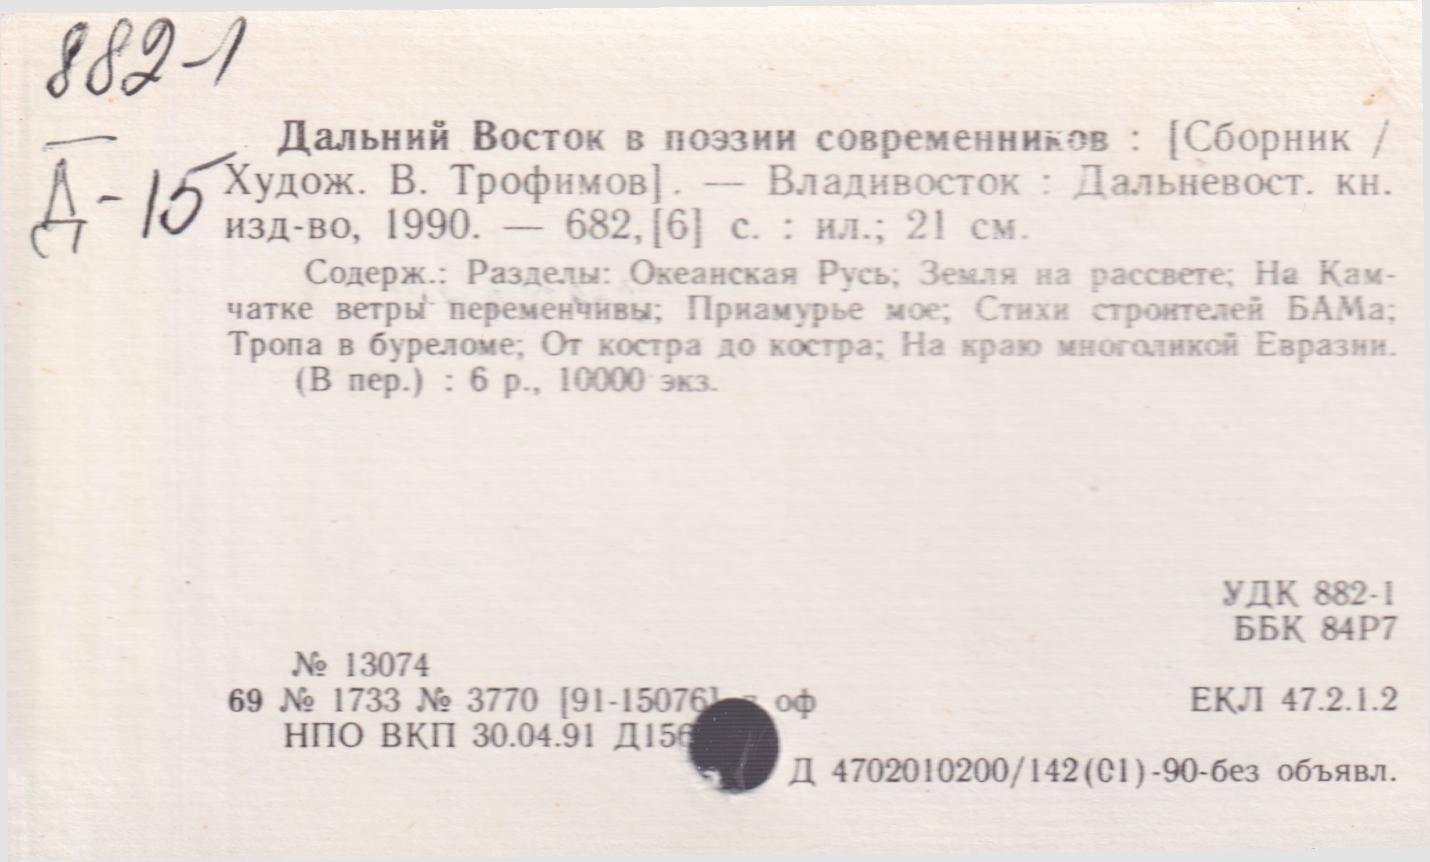 882-1
Д-15
Дальний Восток в поэзии современников : [Сборник /
Худож. В. Трофимов]. — Владивосток : Дальневост. кн.
изд-во, 1990. — 682,[6] с. : ил.; 21 см.
Содерж.: Разделы: Океанская Русь; Земля на рассвете; На Кам-
чатке ветры переменчивы; Приамурье мое; Стихи строителей БАМа;
Тропа в буреломе; От костра до костра; На краю многоликой Евразии.
(В пер.) : 6 р., 10000 экз.
УДК 882-1
ББК 84Р7
№ 13074
69 № 1733 № 3770 [91-15076] оф
ЕКЛ 47.2.1.2
НПО ВКП 30.04.91 Д156
Д 4702010200/142(01)-90-без объявл.